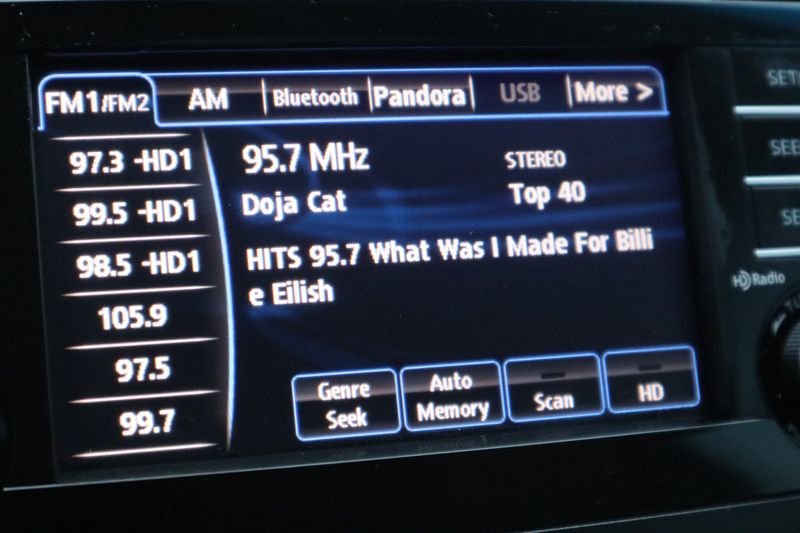 FM1/FM2 AM Bluetooth Pandora USB More >
97.3 -HD1
99.5 -HD1
98.5 -HD1
105.9
97.5
99.7
95.7 MHz
STEREO
Doja Cat
Top 40
HITS 95.7 What Was I Made For Billi
e Eilish
Genre
Seek
Auto
Memory
Scan
HD
HD Radio